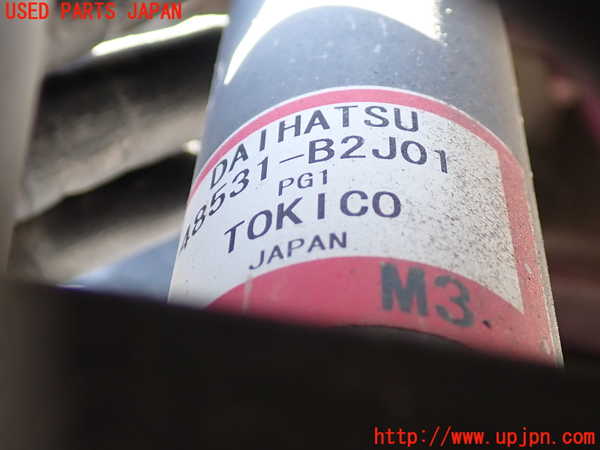 USED PARTS JAPAN
DAIHATSU
48531-B2J01
PG1
TOKICO
JAPAN
M3.
http://www.upjpn.com/